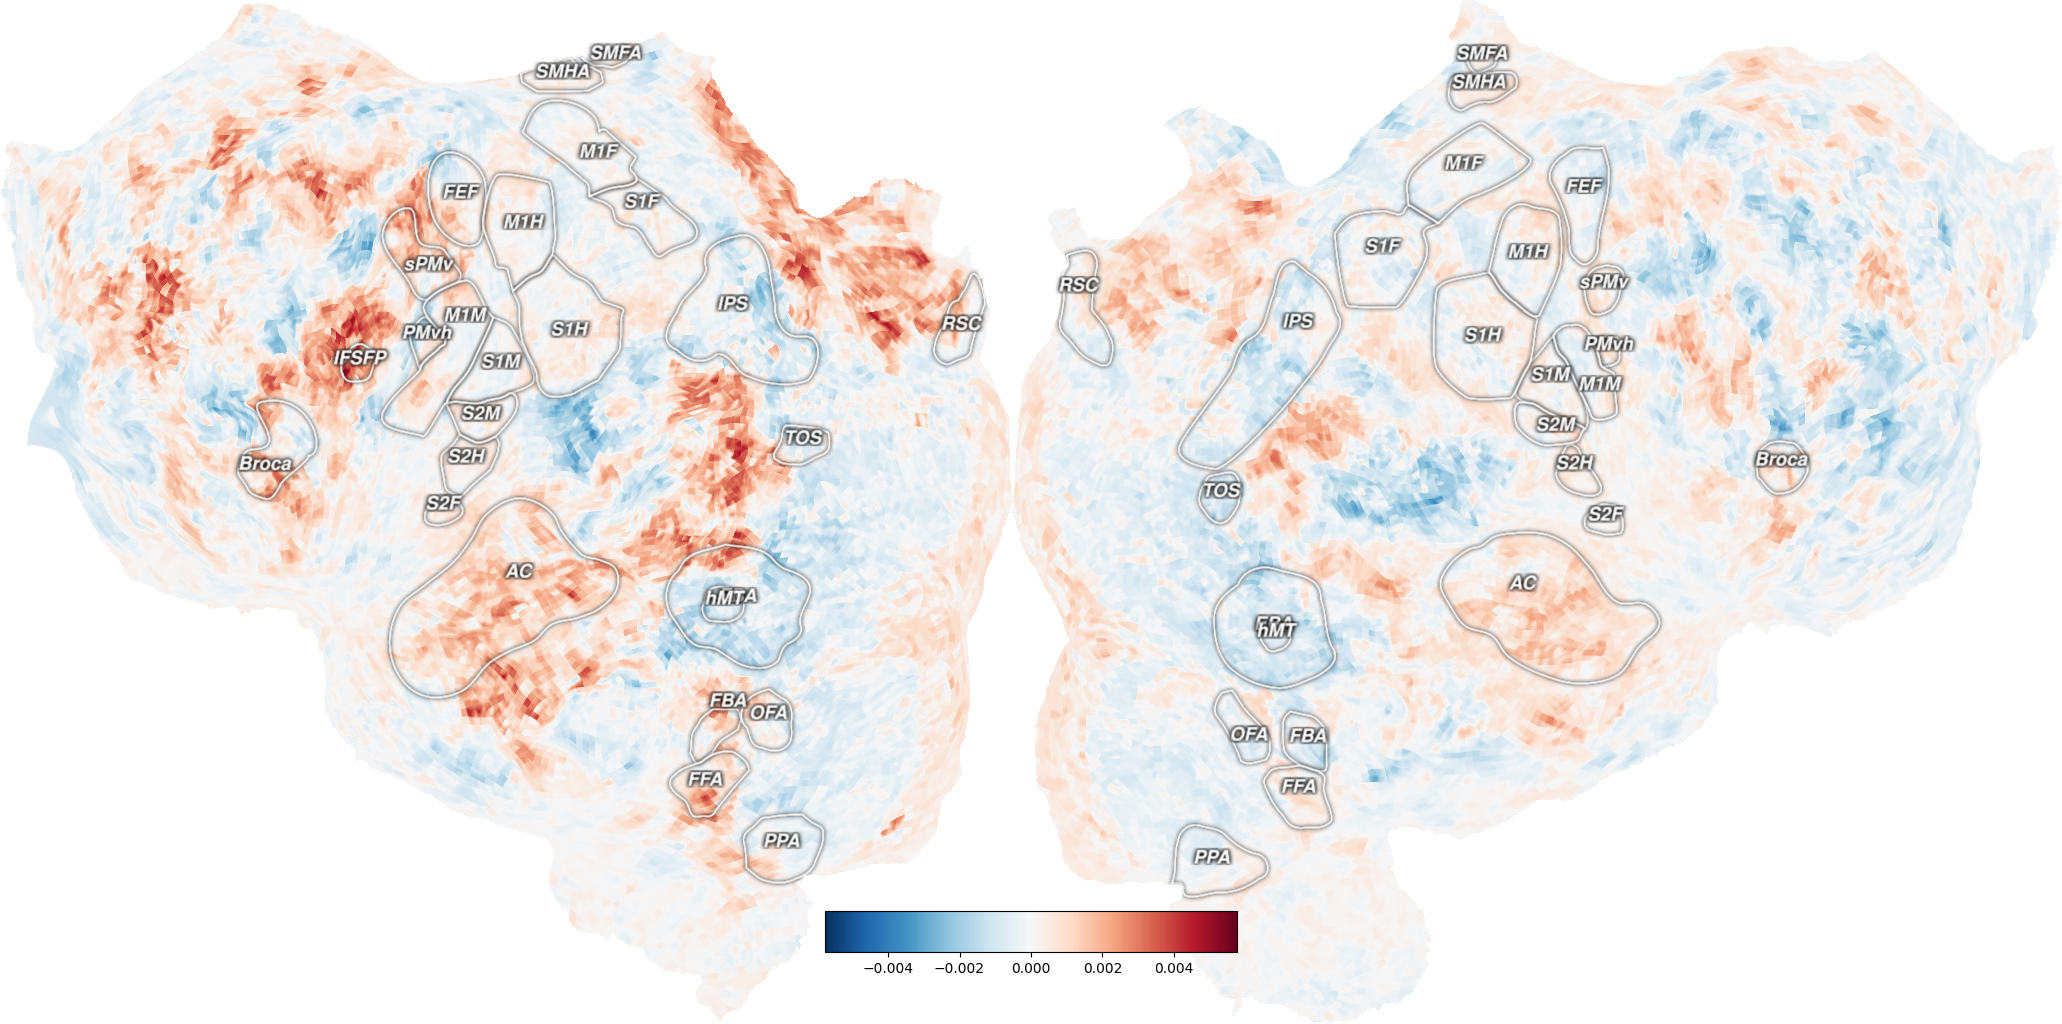 SMFA
SMHA
M1F
FEF
M1H
S1F
sPMv
IPS
M1M
PMvh
S1H
RSC
IFSFP
S1M
S2M
TOS
Broca
S2H
S2F
AC
hMT
FBA
OFA
FFA
PPA
SMFA
SMHA
M1F
FEF
S1F
M1H
RSC
sPMv
IPS
S1H
PMvh
S1M
M1M
S2M
Broca
S2H
TOS
S2F
AC
hMT
OFA
FBA
FFA
PPA
−0.004 −0.002 0.000 0.002 0.004